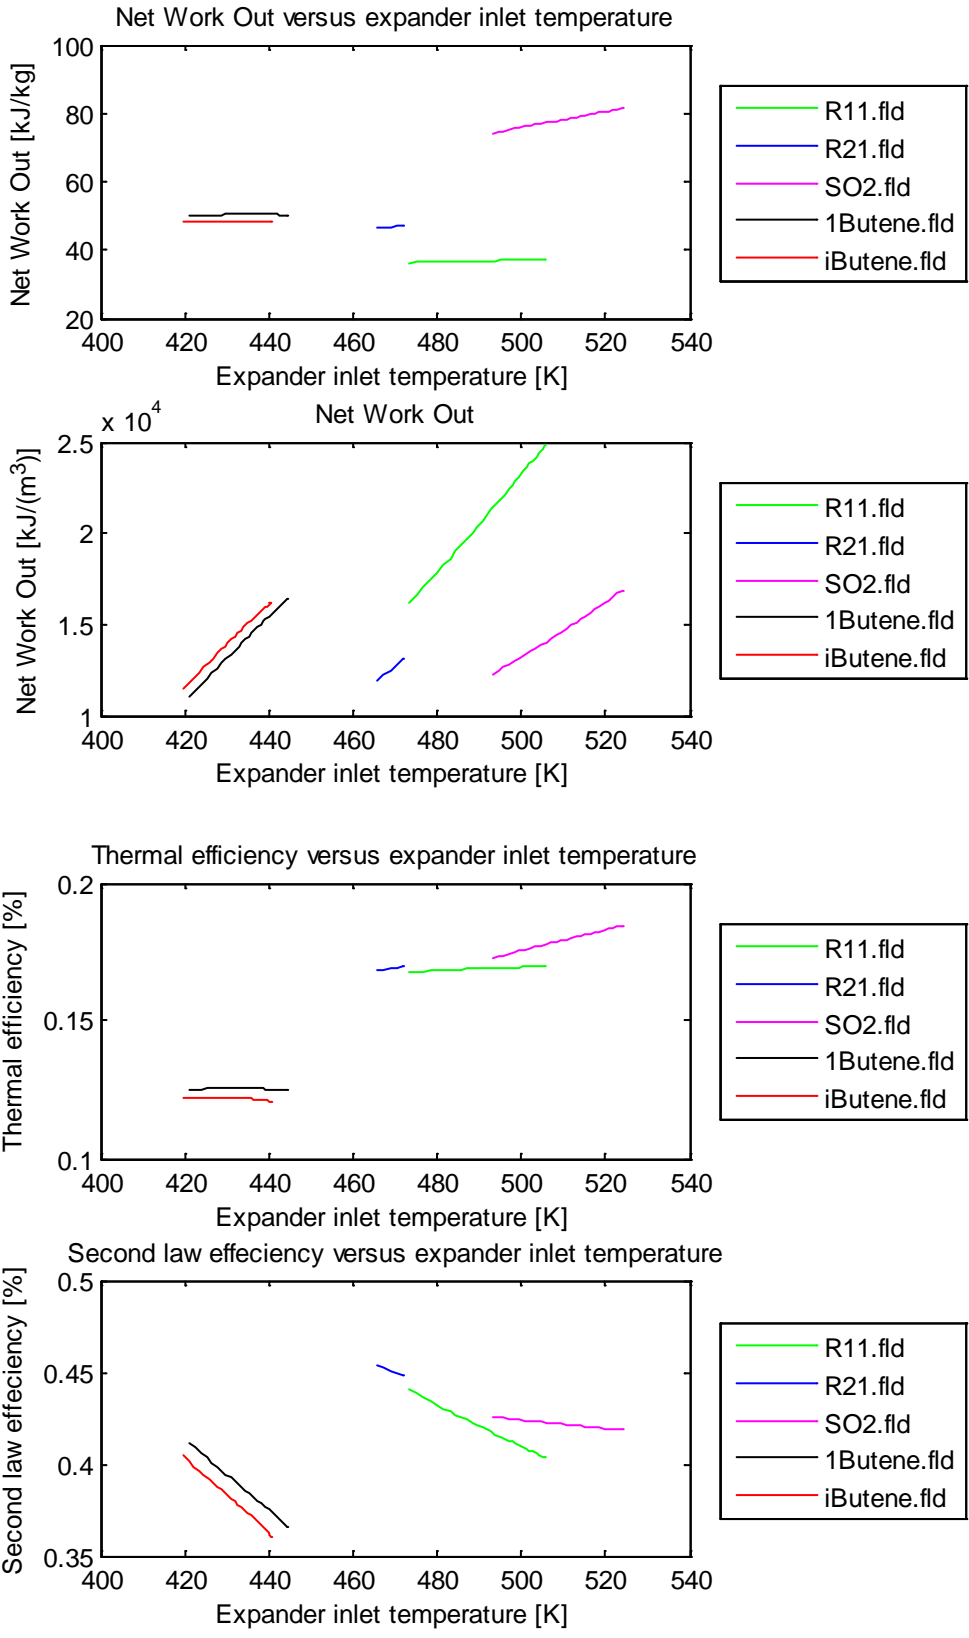 Net Work Out versus expander inlet temperature
Net Work Out [kJ/kg]
100
80
60
40
20
400 420 440 460 480 500 520 540
Expander inlet temperature [K]
R11.fld
R21.fld
SO2.fld
1Butene.fld
iButene.fld
x 10^4
Net Work Out
Net Work Out [kJ/(m^3)]
2.5
2
1.5
1
400 420 440 460 480 500 520 540
Expander inlet temperature [K]
R11.fld
R21.fld
SO2.fld
1Butene.fld
iButene.fld
Thermal efficiency versus expander inlet temperature
Thermal efficiency [%]
0.2
0.15
0.1
400 420 440 460 480 500 520 540
Expander inlet temperature [K]
R11.fld
R21.fld
SO2.fld
1Butene.fld
iButene.fld
Second law effeciency versus expander inlet temperature
Second law effeciency [%]
0.5
0.45
0.4
0.35
400 420 440 460 480 500 520 540
Expander inlet temperature [K]
R11.fld
R21.fld
SO2.fld
1Butene.fld
iButene.fld